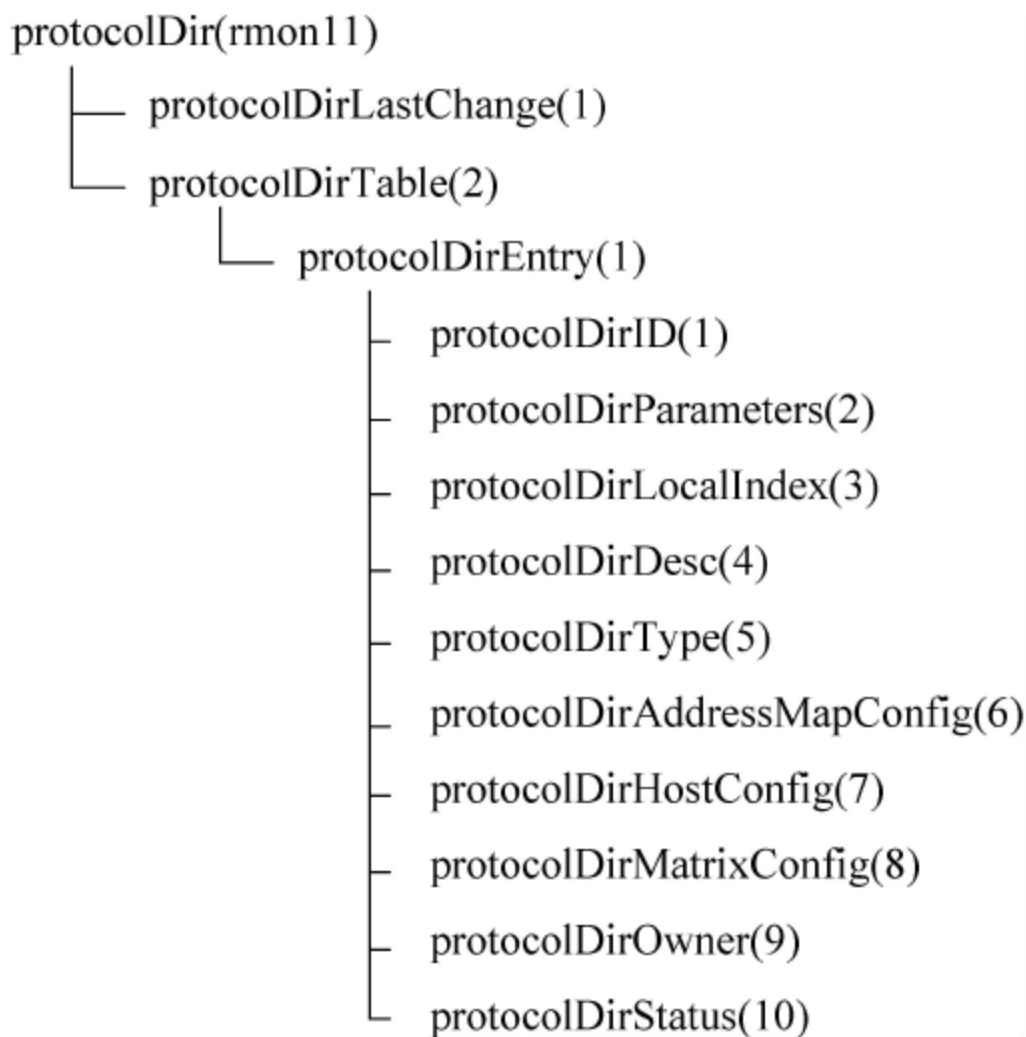 protocolDir(rmon11)
protocolDirLastChange(1)
protocolDirTable(2)
protocolDirEntry(1)
protocolDirID(1)
protocolDirParameters(2)
protocolDirLocalIndex(3)
protocolDirDesc(4)
protocolDirType(5)
protocolDirAddressMapConfig(6)
protocolDirHostConfig(7)
protocolDirMatrixConfig(8)
protocolDirOwner(9)
protocolDirStatus(10)